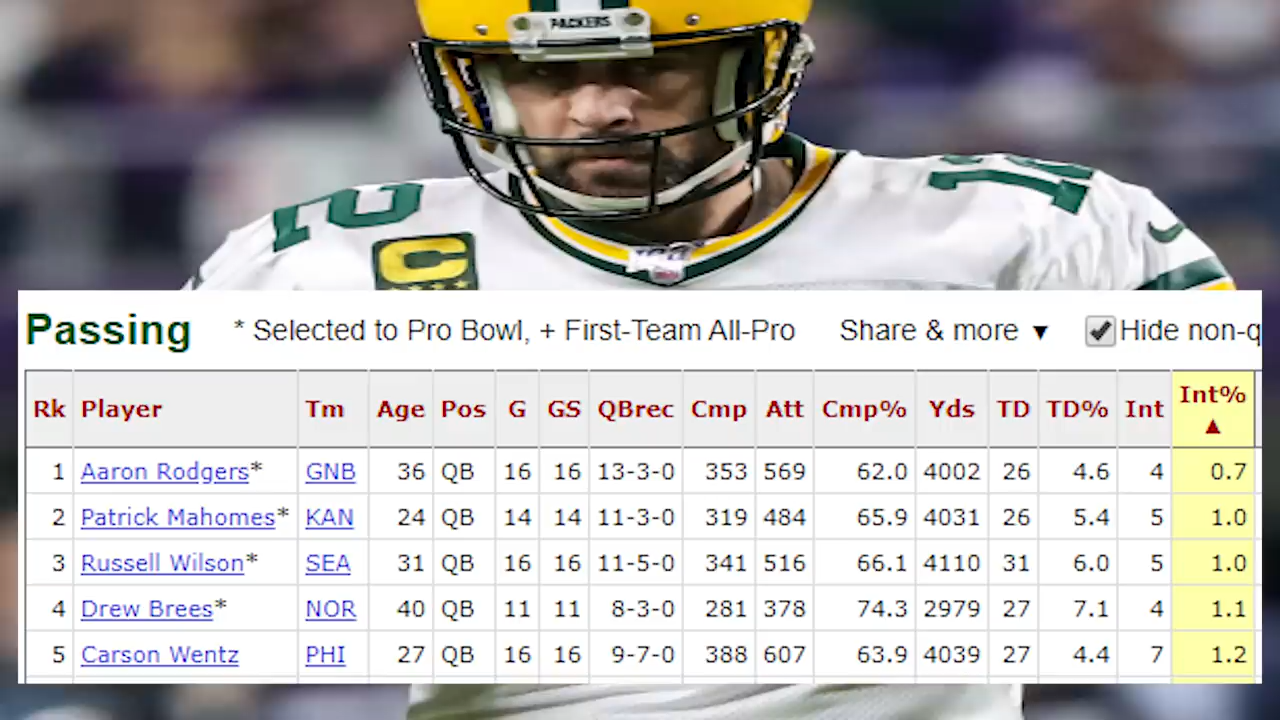 PACKERS
12
12
C
Passing * Selected to Pro Bowl, + First-Team All-Pro Share & more ▼ Hide non-q
Rk Player Tm Age Pos G GS QBrec Cmp Att Cmp% Yds TD TD% Int Int% ▲
1 Aaron Rodgers* GNB 36 QB 16 16 13-3-0 353 569 62.0 4002 26 4.6 4 0.7
2 Patrick Mahomes* KAN 24 QB 14 14 11-3-0 319 484 65.9 4031 26 5.4 5 1.0
3 Russell Wilson* SEA 31 QB 16 16 11-5-0 341 516 66.1 4110 31 6.0 5 1.0
4 Drew Brees* NOR 40 QB 11 11 8-3-0 281 378 74.3 2979 27 7.1 4 1.1
5 Carson Wentz PHI 27 QB 16 16 9-7-0 388 607 63.9 4039 27 4.4 7 1.2